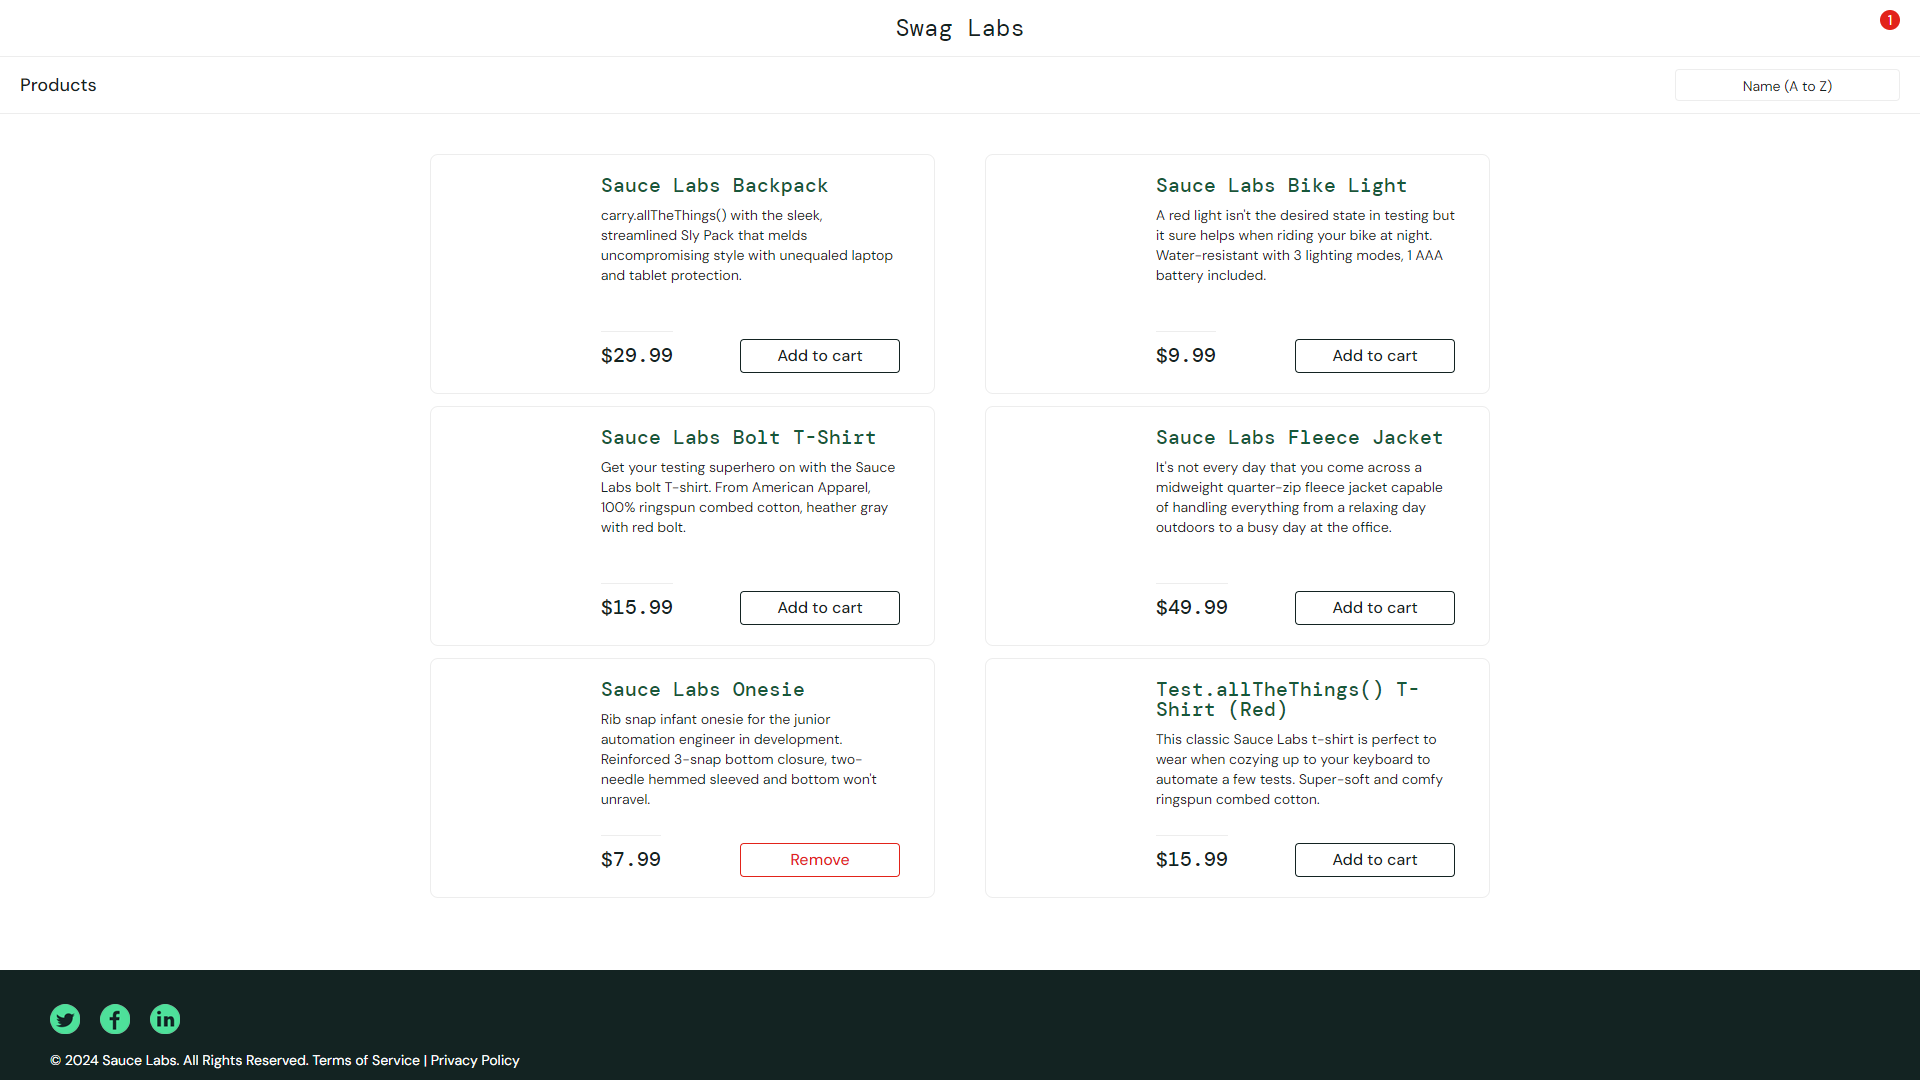 Swag Labs
1
Products
Name (A to Z)
Sauce Labs Backpack
carry.allTheThings() with the sleek,
streamlined Sly Pack that melds
uncompromising style with unequaled laptop
and tablet protection.
$29.99
Add to cart
Sauce Labs Bike Light
A red light isn't the desired state in testing but
it sure helps when riding your bike at night.
Water-resistant with 3 lighting modes, 1 AAA
battery included.
$9.99
Add to cart
Sauce Labs Bolt T-Shirt
Get your testing superhero on with the Sauce
Labs bolt T-shirt. From American Apparel,
100% ringspun combed cotton, heather gray
with red bolt.
$15.99
Add to cart
Sauce Labs Fleece Jacket
It's not every day that you come across a
midweight quarter-zip fleece jacket capable
of handling everything from a relaxing day
outdoors to a busy day at the office.
$49.99
Add to cart
Sauce Labs Onesie
Rib snap infant onesie for the junior
automation engineer in development.
Reinforced 3-snap bottom closure, two-
needle hemmed sleeved and bottom won't
unravel.
$7.99
Remove
Test.allTheThings() T-
Shirt (Red)
This classic Sauce Labs t-shirt is perfect to
wear when cozying up to your keyboard to
automate a few tests. Super-soft and comfy
ringspun combed cotton.
$15.99
Add to cart
© 2024 Sauce Labs. All Rights Reserved. Terms of Service | Privacy Policy